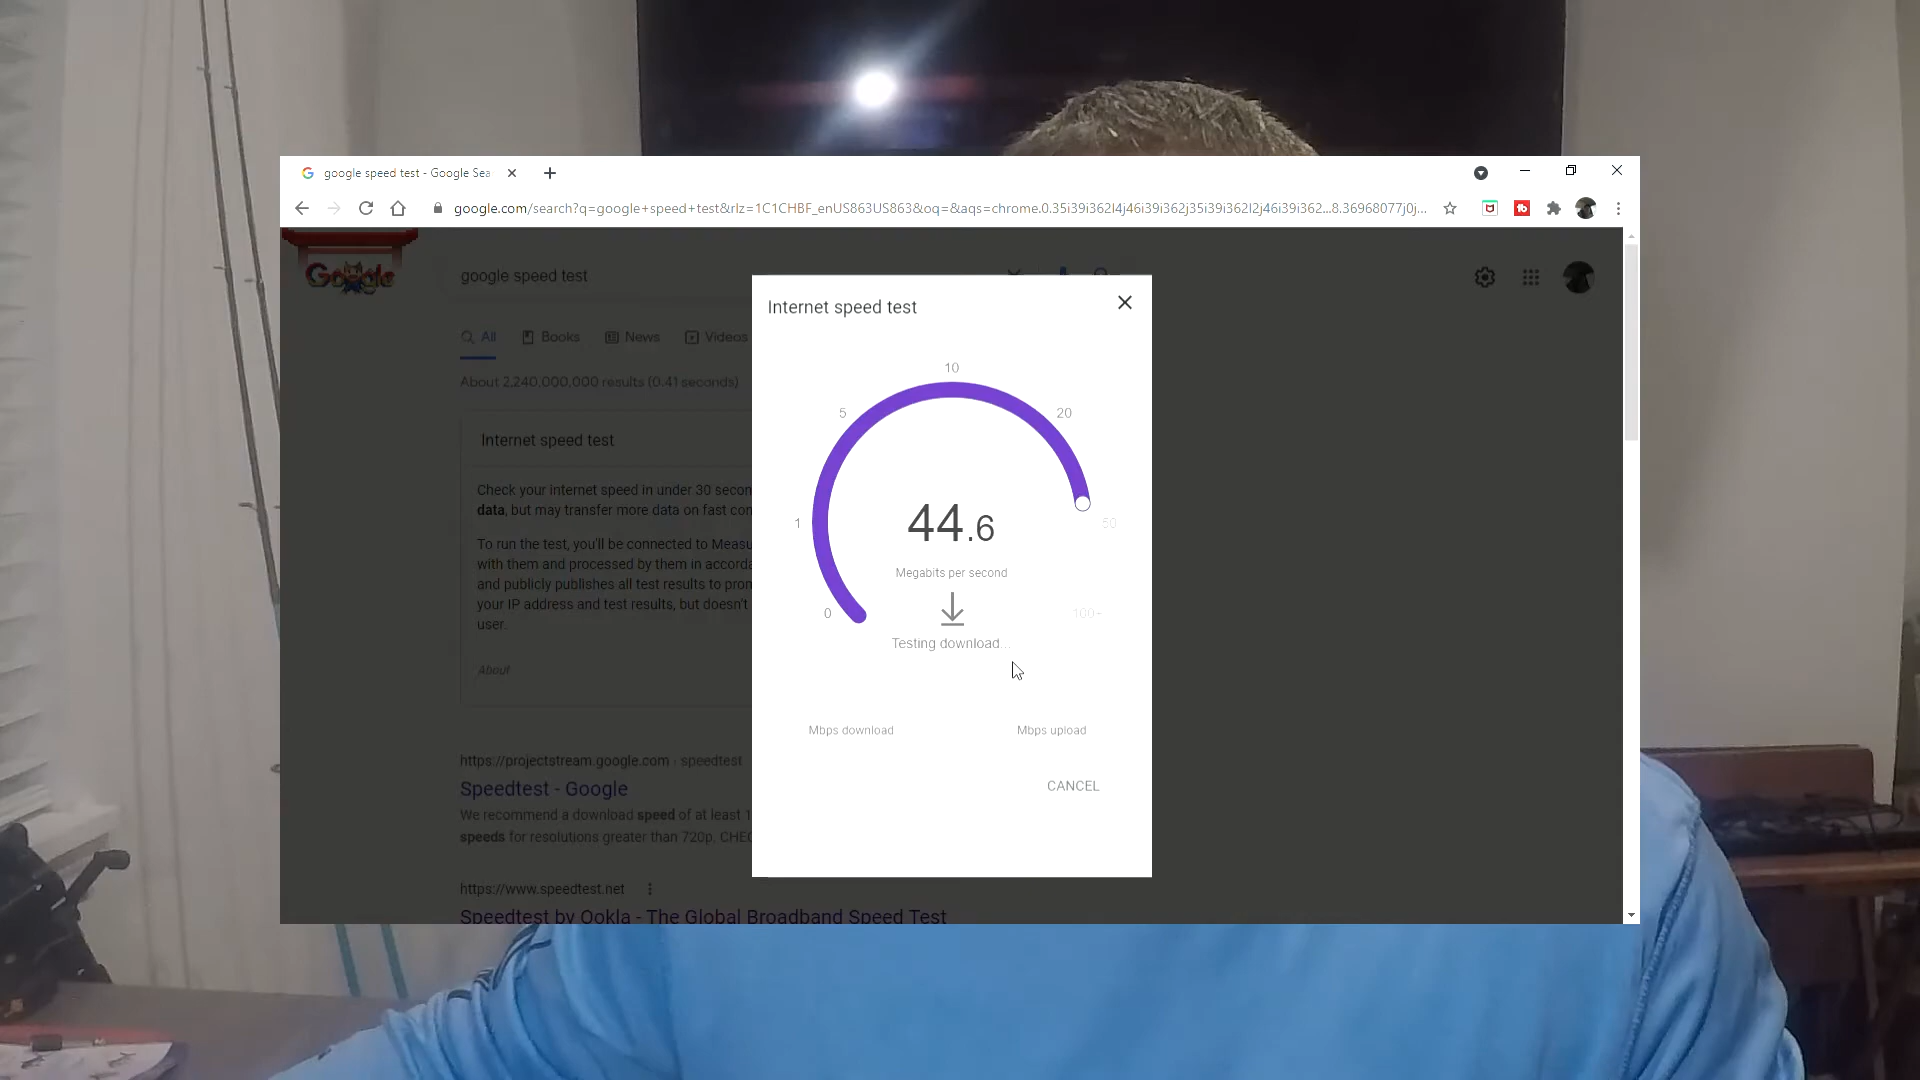 google speed test - Google Sea
google.com/search?q=google+speed+test&rlz=1C1CHBF_enUS863US863&oq=&aqs=chrome.0.35i39i362l4j46i39i362j35i39i362l2j46i39i362...8.36968077j0j...
Google
google speed test
All
Books
News
Videos
About 2,240,000,000 results (0.41 seconds)
Internet speed test
Check your internet speed in under 30 secon
data, but may transfer more data on fast con
To run the test, you'll be connected to Measu
with them and processed by them in accorda
and publicly publishes all test results to pron
your IP address and test results, but doesn't
user.
About
https://projectstream.google.com › speedtest
Speedtest - Google
We recommend a download speed of at least 1
speeds for resolutions greater than 720p, CHEC
https://www.speedtest.net
Speedtest by Ookla - The Global Broadband Speed Test
Internet speed test
10
5
20
1
50
0
100+
44.6
Megabits per second
Testing download...
Mbps download
Mbps upload
CANCEL